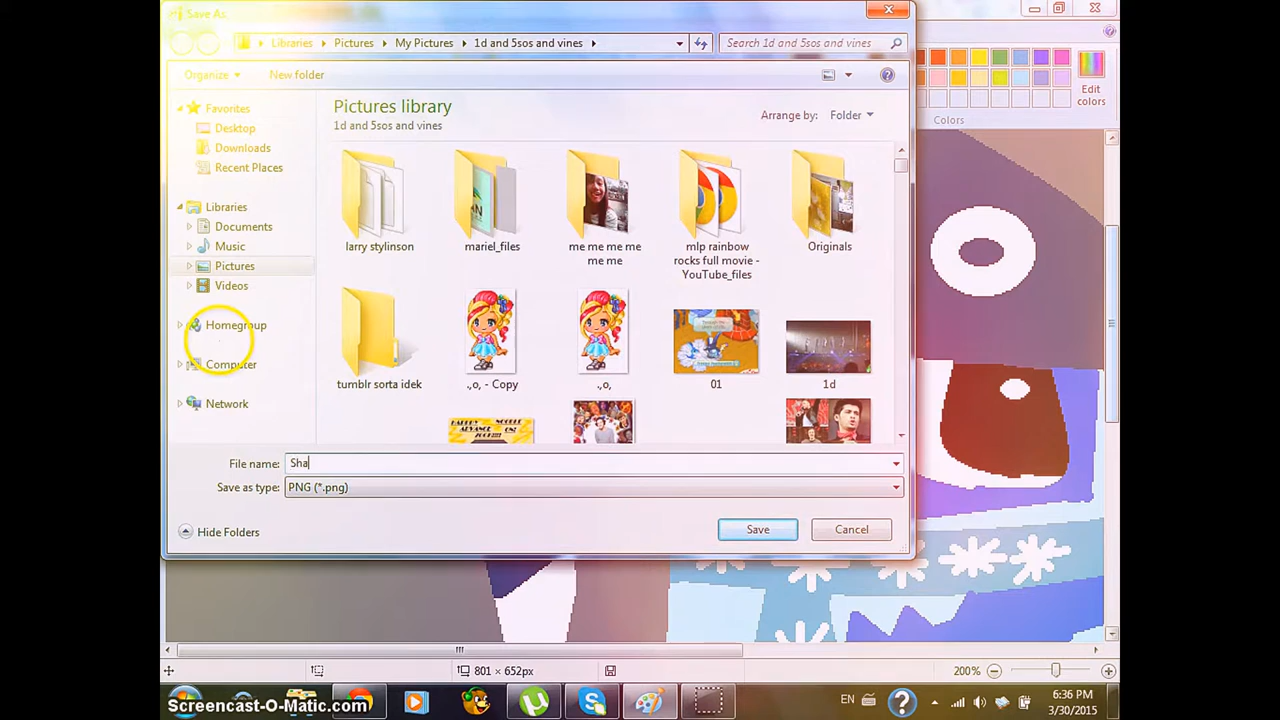 Save As
Libraries
Pictures
My Pictures
1d and 5sos and vines
Search 1d and 5sos and vines
Organize
New folder
Edit
colors
Colors
Favorites
Desktop
Downloads
Recent Places
Libraries
Documents
Music
Pictures
Videos
Homegroup
Computer
Network
Pictures library
1d and 5sos and vines
Arrange by: Folder
larry stylinson
mariel_files
me me me me
me me
mlp rainbow
rocks full movie -
YouTube_files
Originals
tumblr sorta idek
.,o, - Copy
.,o,
01
1d
File name: Sha
Save as type: PNG (*.png)
Hide Folders
Save
Cancel
801 × 652px
200%
EN
6:36 PM
3/30/2015
Screencast-O-Matic.com